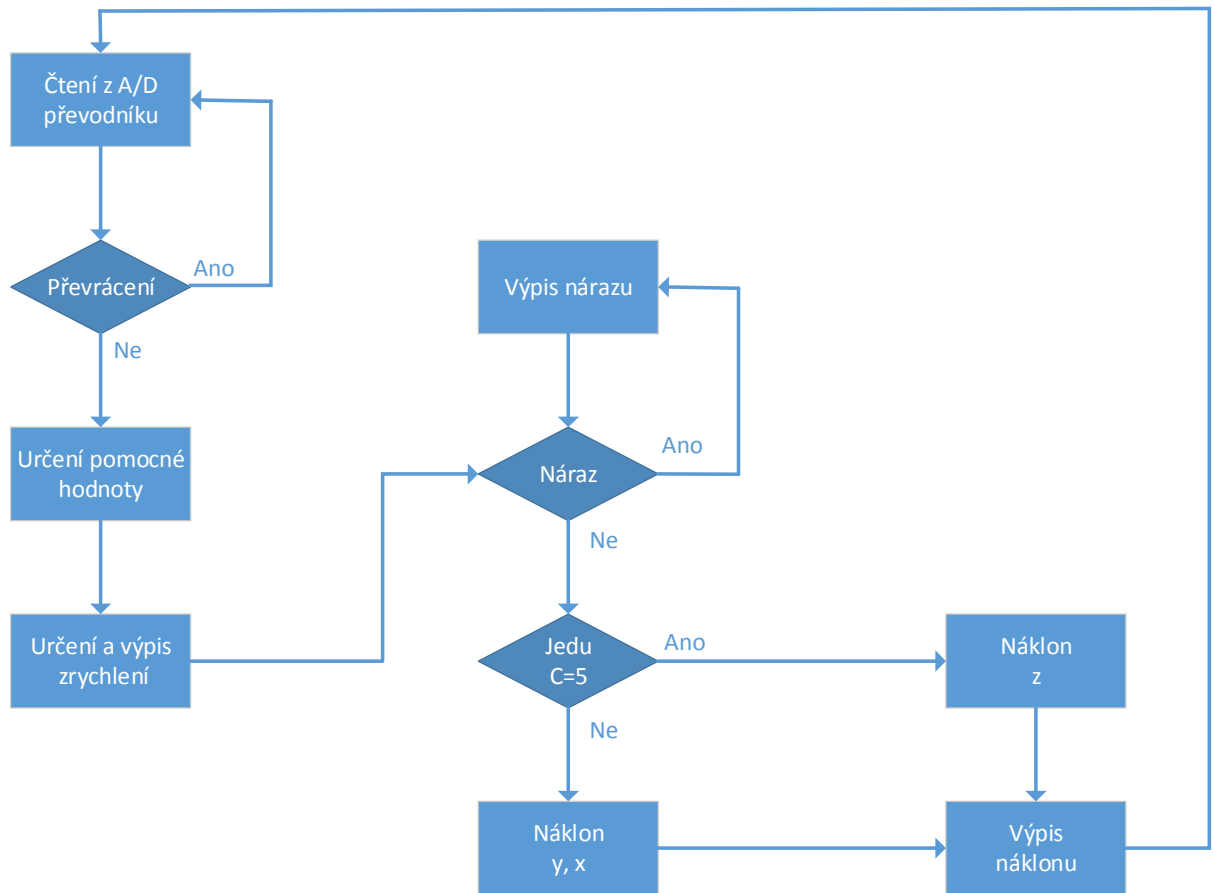 Čtení z A/D
převodníku
Převrácení
Ano
Ne
Určení pomocné
hodnoty
Určení a výpis
zrychlení
Výpis nárazu
Náraz
Ano
Ne
Jedu
C=5
Ano
Ne
Náklon
z
Náklon
y, x
Výpis
náklonu